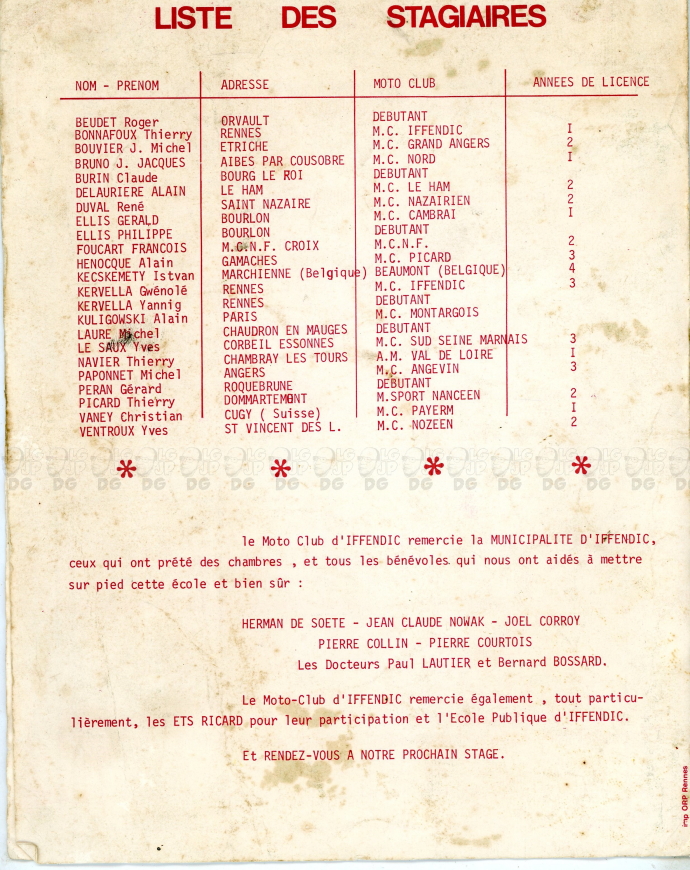 LISTE DES STAGIAIRES
NOM - PRENOM ADRESSE MOTO CLUB ANNEES DE LICENCE
BEUDET Roger ORVAULT DEBUTANT
BONNAFOUX Thierry RENNES M.C. IFFENDIC I
BOUVIER J. Michel ETRICHE M.C. GRAND ANGERS 2
BRUNO J. JACQUES AIBES PAR COUSOBRE M.C. NORD I
BURIN Claude BOURG LE ROI DEBUTANT
DELAURIERE ALAIN LE HAM M.C. LE HAM 2
DUVAL René SAINT NAZAIRE M.C. NAZAIRIEN 2
ELLIS GERALD BOURLON M.C. CAMBRAI I
ELLIS PHILIPPE BOURLON DEBUTANT
FOUCART FRANCOIS M.C.N.F. CROIX M.C.N.F. 2
HENOCQUE Alain GAMACHES M.C. PICARD 3
KECSKEMETY Istvan MARCHIENNE (Belgique) BEAUMONT (BELGIQUE) 4
KERVELLA Gwénolé RENNES M.C. IFFENDIC 3
KERVELLA Yannig RENNES DEBUTANT
KULIGOWSKI Alain PARIS M.C. MONTARGOIS
LAURE Michel CHAUDRON EN MAUGES DEBUTANT
LE SAUX Yves CORBEIL ESSONNES M.C. SUD SEINE MARNAIS 3
NAVIER Thierry CHAMBRAY LES TOURS A.M. VAL DE LOIRE I
PAPONNET Michel ANGERS M.C. ANGEVIN 3
PERAN Gérard ROQUEBRUNE DEBUTANT
PICARD Thierry DOMMARTEMONT M.SPORT NANCEEN 2
VANEY Christian CUGY ( Suisse) M.C. PAYERM I
VENTROUX Yves ST VINCENT DES L. M.C. NOZEEN 2
* * * *
le Moto Club d'IFFENDIC remercie la MUNICIPALITE D'IFFENDIC,
ceux qui ont prété des chambres , et tous les bénévoles qui nous ont aidés à mettre
sur pied cette école et bien sûr :
HERMAN DE SOETE - JEAN CLAUDE NOWAK - JOEL CORROY
PIERRE COLLIN - PIERRE COURTOIS
Les Docteurs Paul LAUTIER et Bernard BOSSARD.
Le Moto-Club d'IFFENDIC remercie également , tout particu-
lièrement, les ETS RICARD pour leur participation et l'Ecole Publique d'IFFENDIC.
Et RENDEZ-VOUS A NOTRE PROCHAIN STAGE.
imp ORP Rennes